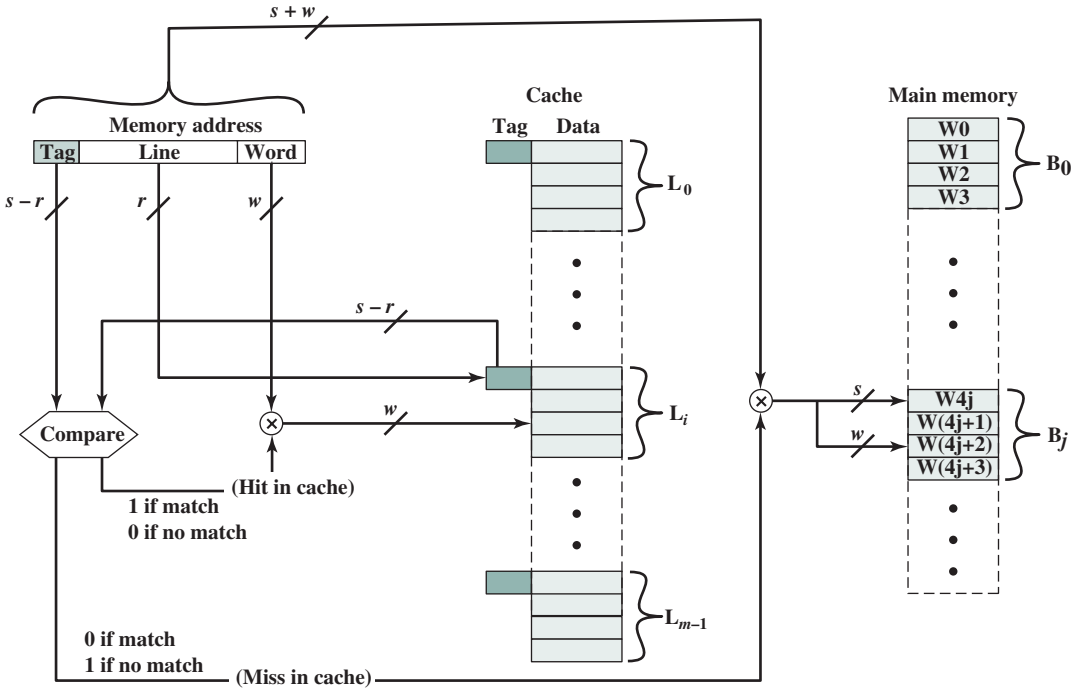 s + w
Cache
Main memory
Memory address
Tag Data
Tag Line Word
W0
W1
W2
W3
B0
L0
s – r
r
w
s – r
W4j
W(4j+1)
W(4j+2)
W(4j+3)
Bj
s
w
Li
w
Compare
(Hit in cache)
1 if match
0 if no match
Lm–1
0 if match
1 if no match
(Miss in cache)